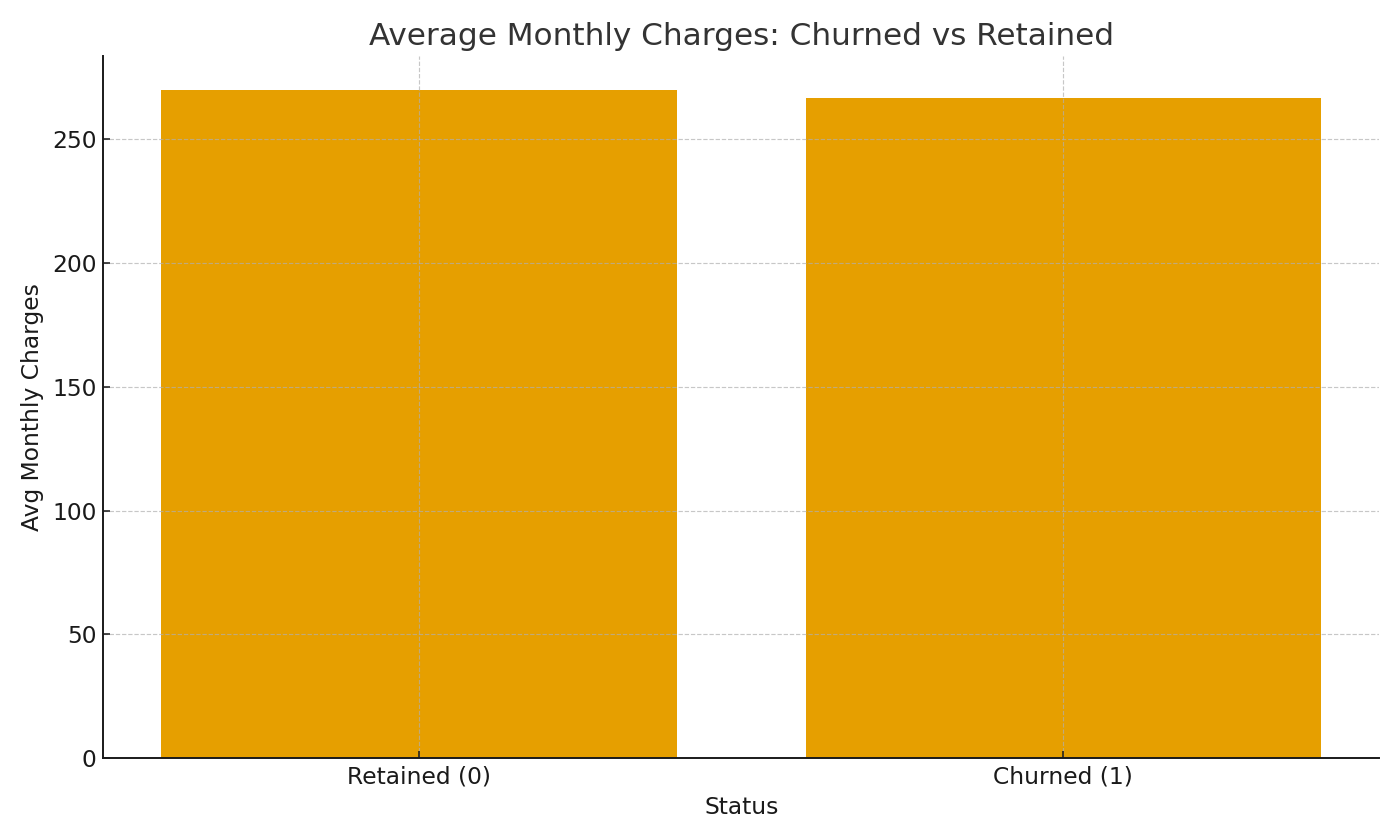 Average Monthly Charges: Churned vs Retained
Avg Monthly Charges
250
200
150
100
50
0
Retained (0)
Churned (1)
Status